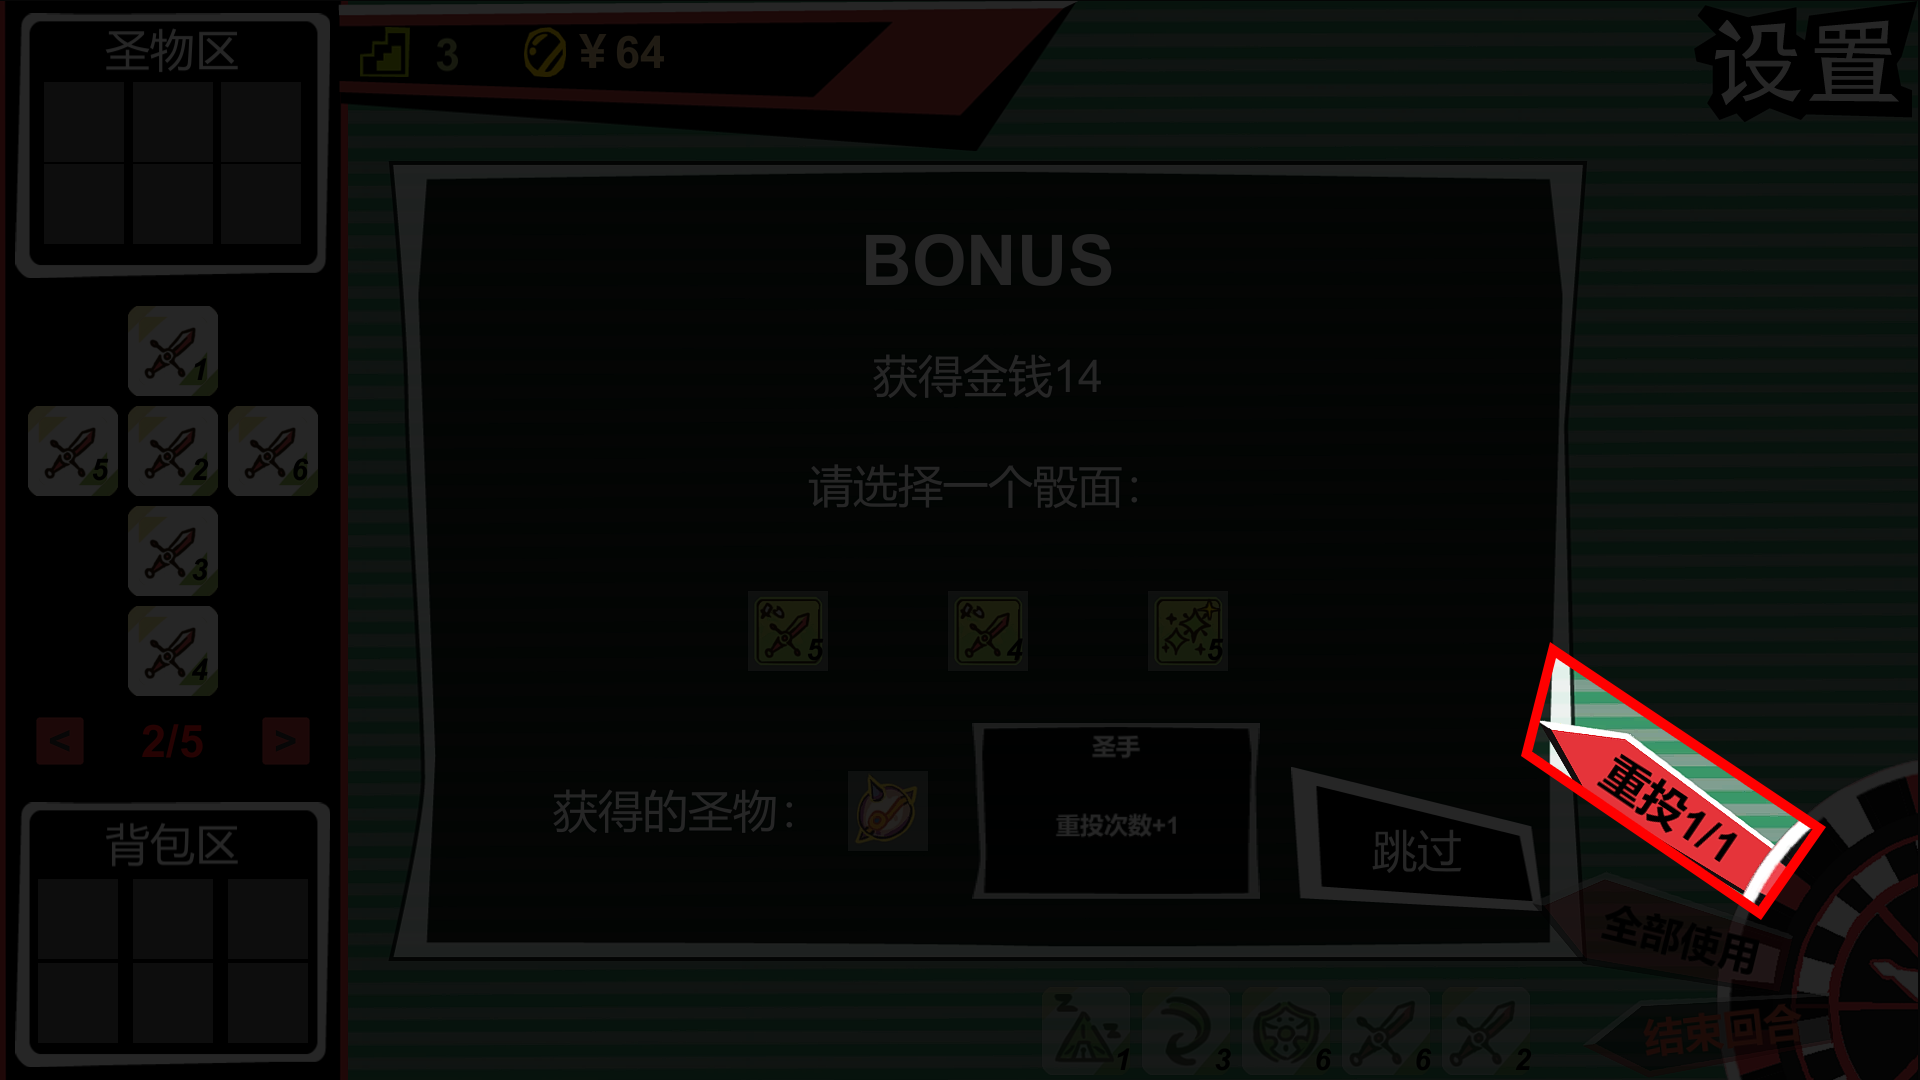 圣物区
3
¥64
设置
BONUS
获得金钱14
请选择一个骰面：
1
5
2
6
3
4
5
4
5
< 2/5 >
圣手
重投次数+1
获得的圣物：
跳过
重投1/1
背包区
全部使用
结束回合
1
3
6
6
2